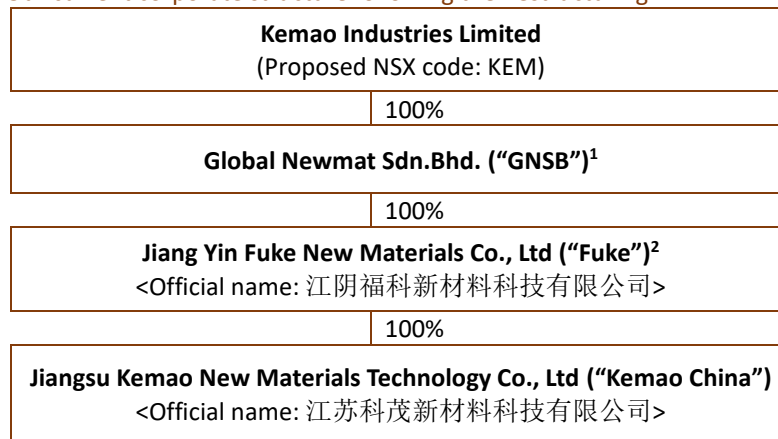 Kemao Industries Limited
(Proposed NSX code: KEM)
100%
Global Newmat Sdn.Bhd. (“GNSB”)¹
100%
Jiang Yin Fuke New Materials Co., Ltd (“Fuke”)²
<Official name: 江阴福科新材料科技有限公司>
100%
Jiangsu Kemao New Materials Technology Co., Ltd (“Kemao China”)
<Official name: 江苏科茂新材料科技有限公司>